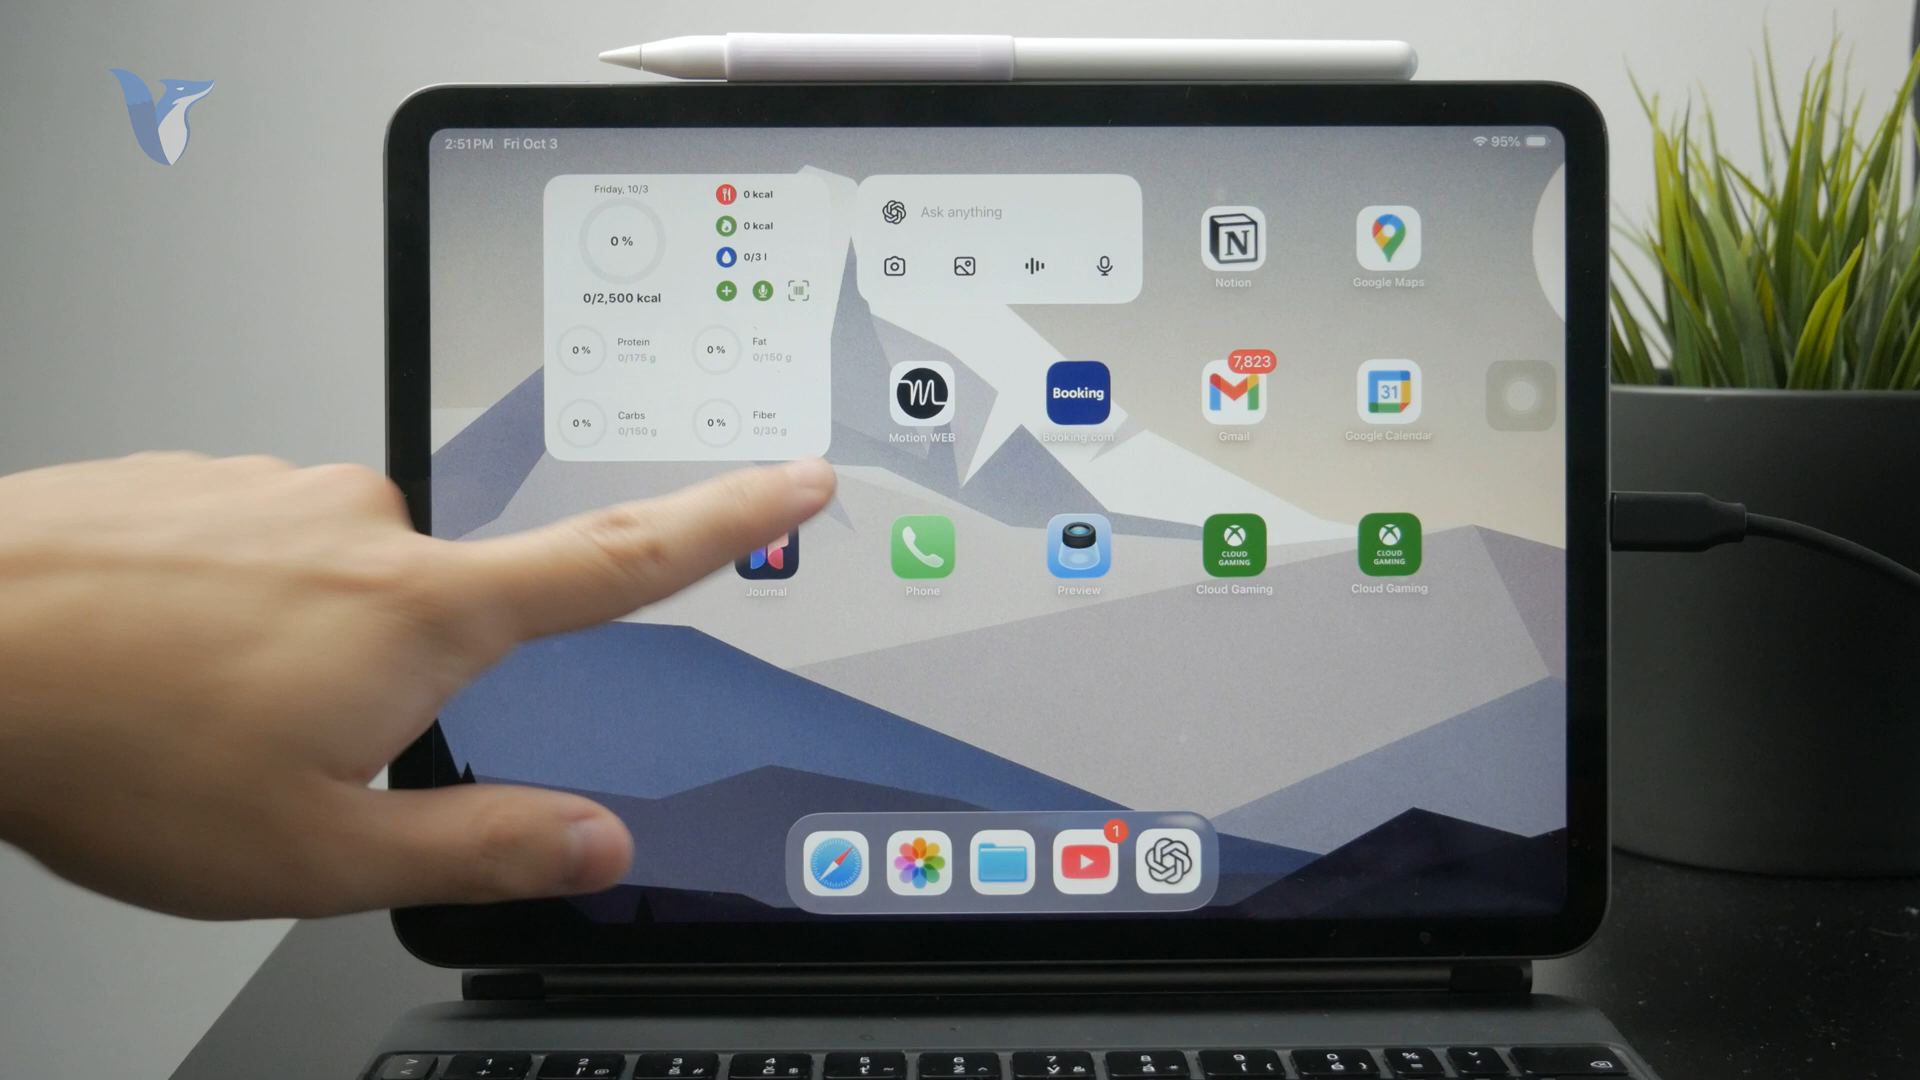 2:51 PM Fri Oct 3
95%
Friday, 10/3
0 %
0/2,500 kcal
0 kcal
0 kcal
0/3 l
0 %
Protein
0/175 g
0 %
Fat
0/150 g
0 %
Carbs
0/150 g
0 %
Fiber
0/30 g
Ask anything
N
Notion
Google Maps
Motion WEB
Booking
Booking.com
7,823
Gmail
31
Google Calendar
Journal
Phone
Preview
CLOUD
GAMING
Cloud Gaming
CLOUD
GAMING
Cloud Gaming
1